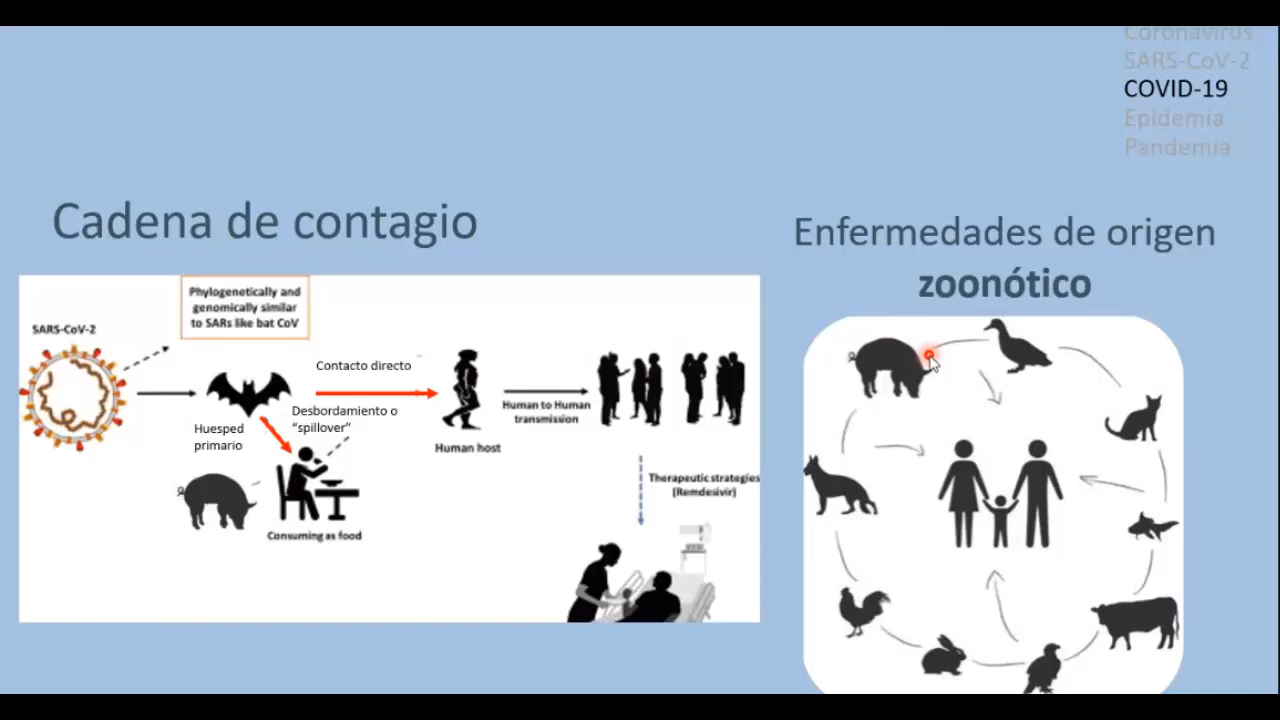 Coronavirus
SARS-CoV-2
COVID-19
Epidemia
Pandemia
Cadena de contagio
Enfermedades de origen
zoonótico
Phylogenetically and
genomically similar
to SARs like bat CoV
SARS-CoV-2
Contacto directo
Desbordamiento o
“spillover”
Huesped
primario
Human to Human
transmission
Human host
Therapeutic strategies
(Remdesivir)
Consuming as food